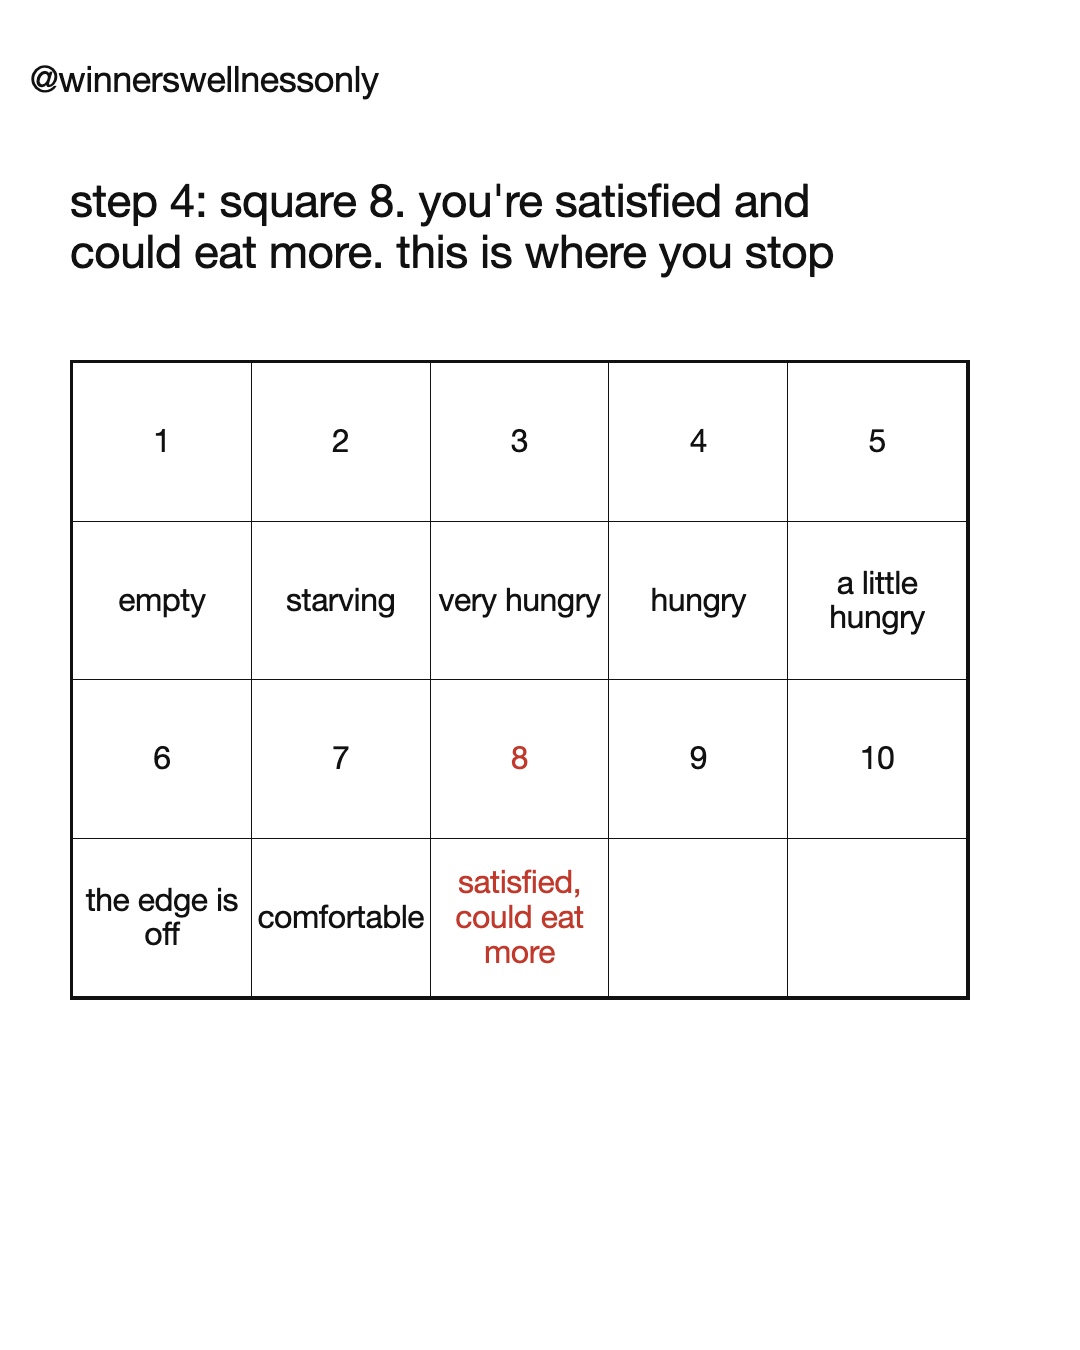 @winnerswellnessonly
step 4: square 8. you're satisfied and
could eat more. this is where you stop
1 2 3 4 5
empty starving very hungry hungry a little
hungry
6 7 8 9 10
the edge is
off
comfortable
satisfied,
could eat
more